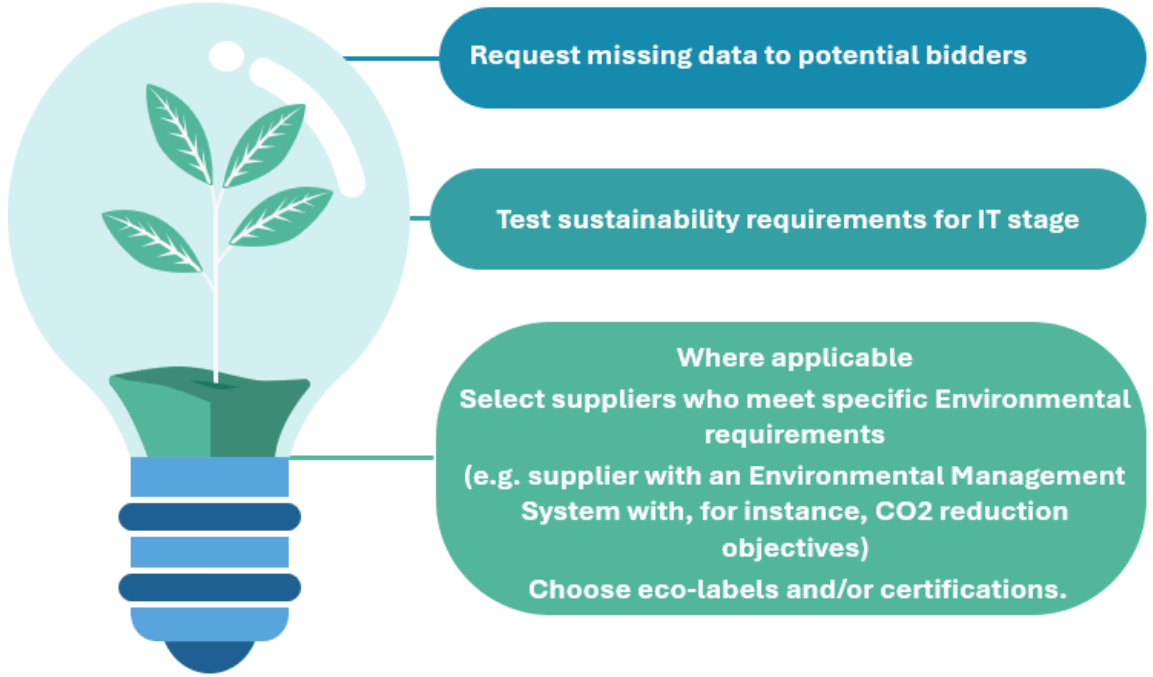 Request missing data to potential bidders
Test sustainability requirements for IT stage
Where applicable
Select suppliers who meet specific Environmental
requirements
(e.g. supplier with an Environmental Management
System with, for instance, CO2 reduction
objectives)
Choose eco-labels and/or certifications.